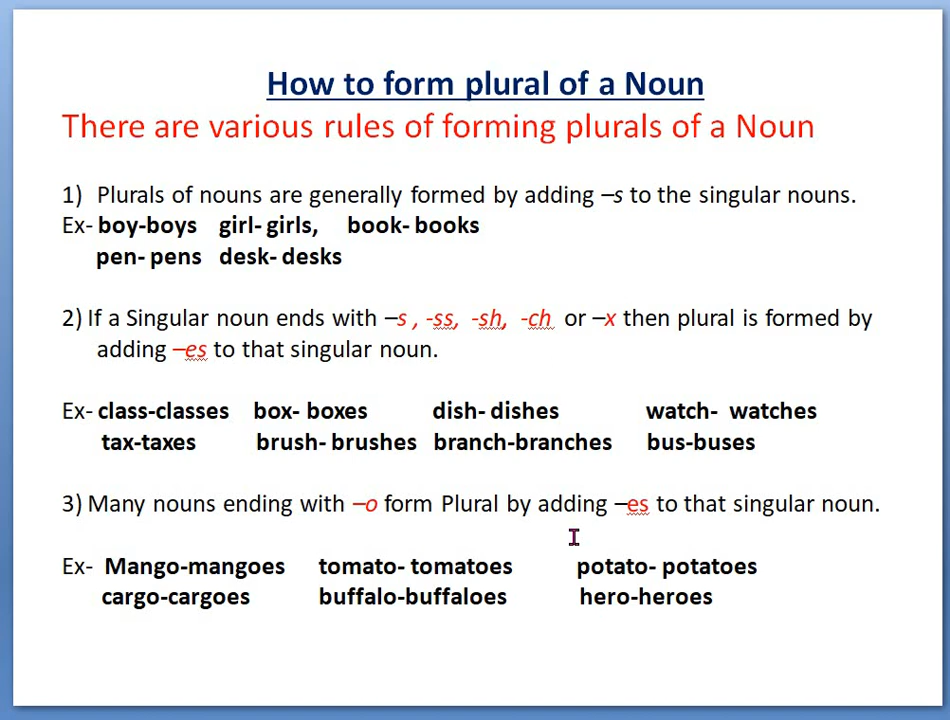 How to form plural of a Noun
There are various rules of forming plurals of a Noun
1) Plurals of nouns are generally formed by adding –s to the singular nouns.
Ex- boy-boys girl- girls, book- books
pen- pens desk- desks
2) If a Singular noun ends with –s , -ss, -sh, -ch or –x then plural is formed by
adding –es to that singular noun.
Ex- class-classes box- boxes dish- dishes watch- watches
tax-taxes brush- brushes branch-branches bus-buses
3) Many nouns ending with –o form Plural by adding –es to that singular noun.
Ex- Mango-mangoes tomato- tomatoes potato- potatoes
cargo-cargoes buffalo-buffaloes hero-heroes